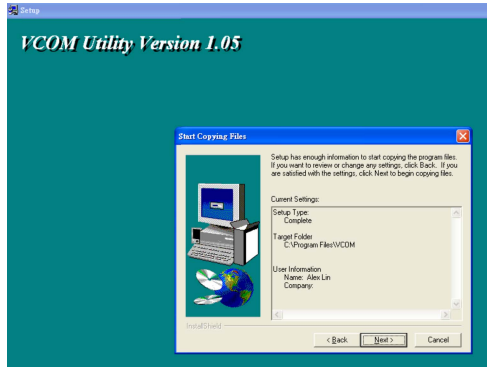 Setup
VCOM Utility Version 1.05
Start Copying Files
Setup has enough information to start copying the program files.
If you want to review or change any settings, click Back. If you
are satisfied with the settings, click Next to begin copying files.
Current Settings:
Setup Type:
Complete
Target Folder
C:\Program Files\VCOM
User Information
Name: Alex Lin
Company:
InstallShield
< Back
Next >
Cancel